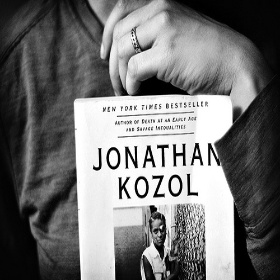 NEW YORK TIMES BESTSELLER
AUTHOR OF DEATH AT AN EARLY AGE
AND SAVAGE INEQUALITIES
JONATHAN
KOZOL